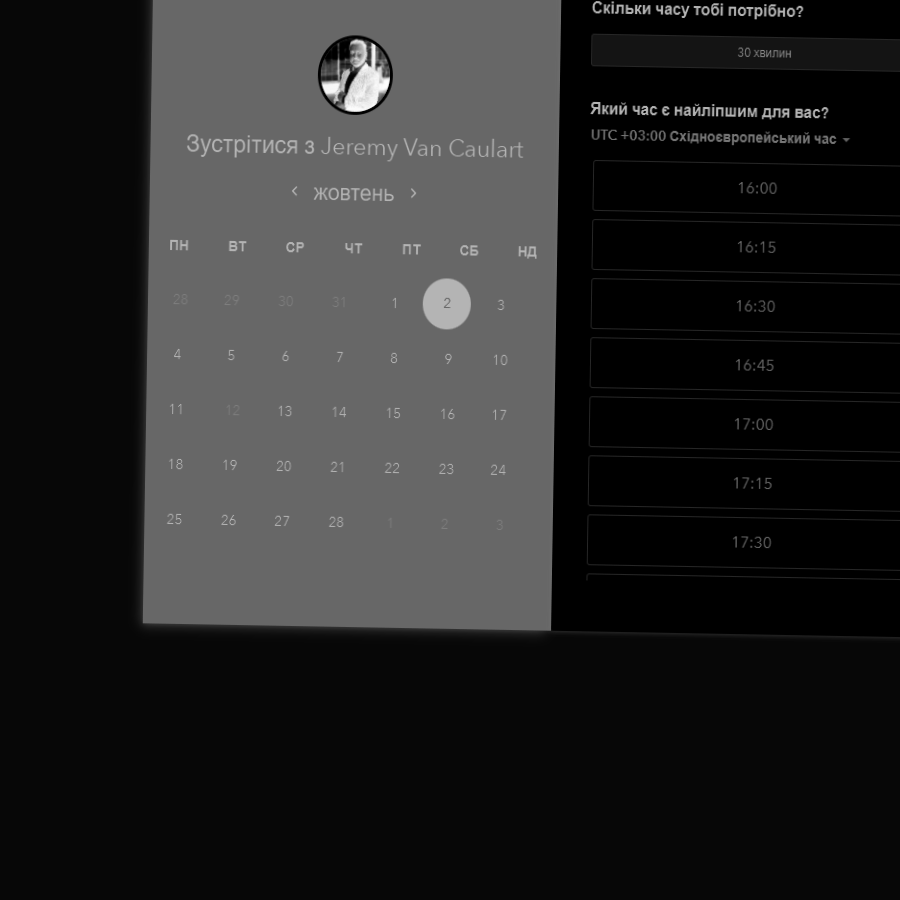 Зустрітися з Jeremy Van Caulart
‹ жовтень ›
ПН ВТ СР ЧТ ПТ СБ НД
28 29 30 31 1 2 3
4 5 6 7 8 9 10
11 12 13 14 15 16 17
18 19 20 21 22 23 24
25 26 27 28 1 2 3
Скільки часу тобі потрібно?
30 хвилин
Який час є найліпшим для вас?
UTC +03:00 Східноєвропейський час
16:00
16:15
16:30
16:45
17:00
17:15
17:30